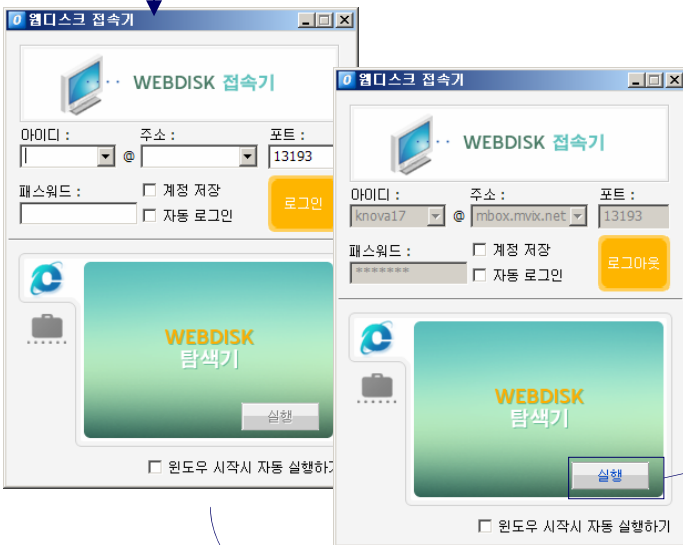 웹디스크 접속기
WEBDISK 접속기
아이디 : 주소 : 포트 :
@ 13193
패스워드 : 계정 저장
자동 로그인
로그인
WEBDISK
탐색기
실행
윈도우 시작시 자동 실행하기
웹디스크 접속기
WEBDISK 접속기
아이디 : 주소 : 포트 :
knova17 @ mbox.mvix.net 13193
패스워드 : 계정 저장
******* 자동 로그인
로그아웃
WEBDISK
탐색기
실행
윈도우 시작시 자동 실행하기